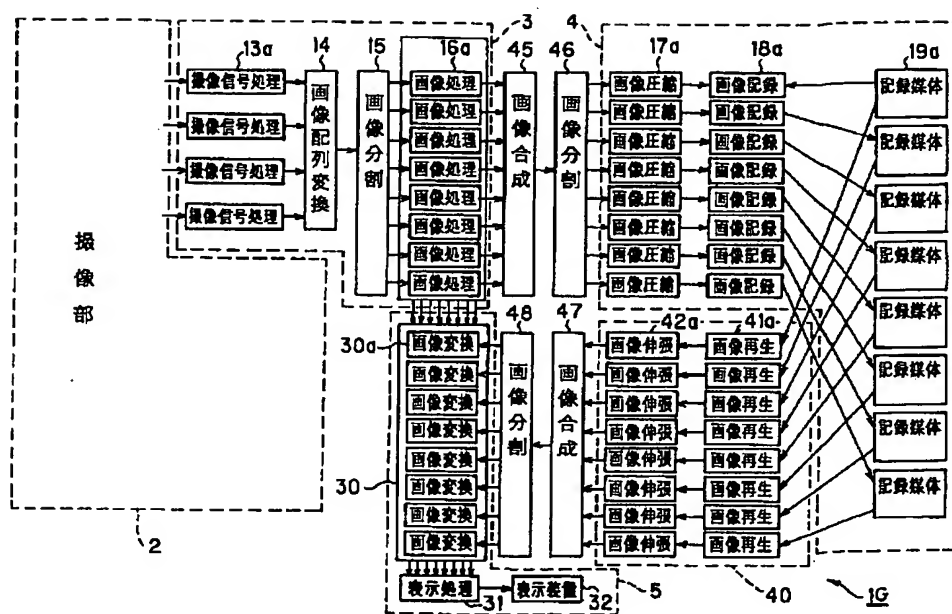 3
4
13a
14
15
16a
45
46
17a
18a
19a
撮像部
撮像信号処理
撮像信号処理
撮像信号処理
撮像信号処理
画像配列変換
画像分割
画像処理
画像処理
画像処理
画像処理
画像処理
画像処理
画像処理
画像処理
画像合成
画像分割
画像圧縮
画像圧縮
画像圧縮
画像圧縮
画像圧縮
画像圧縮
画像圧縮
画像圧縮
画像記録
画像記録
画像記録
画像記録
画像記録
画像記録
画像記録
画像記録
記録媒体
記録媒体
記録媒体
記録媒体
記録媒体
記録媒体
記録媒体
記録媒体
30a
48
47
42a
41a
画像変換
画像変換
画像変換
画像変換
画像変換
画像変換
画像変換
画像変換
画像分割
画像合成
画像伸張
画像伸張
画像伸張
画像伸張
画像伸張
画像伸張
画像伸張
画像伸張
画像再生
画像再生
画像再生
画像再生
画像再生
画像再生
画像再生
画像再生
30
2
表示処理
31
表示装置
32
5
40
1G